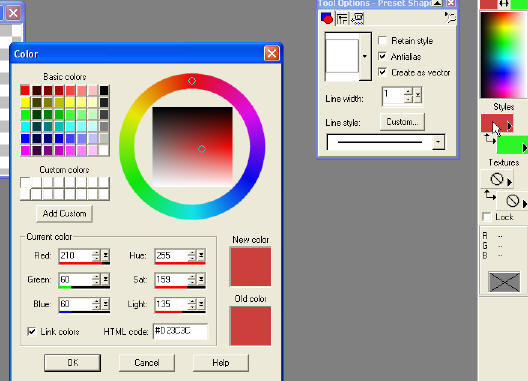 Color
Basic colors
Custom colors
Add Custom
Current color
Red: 210
Green: 60
Blue: 60
Hue: 255
Sat: 159
Light: 135
Link colors
HTML code: #D23C3C
New color
Old color
OK
Cancel
Help
Tool Options - Preset Shape
Retain style
Antialias
Create as vector
Line width: 1
Line style: Custom...
Styles
Textures
Lock
R --
G --
B --